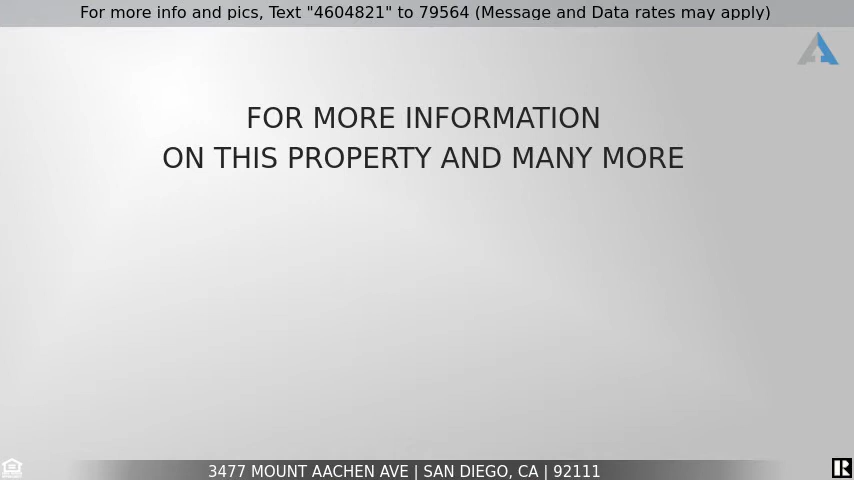 For more info and pics, Text "4604821" to 79564 (Message and Data rates may apply)
FOR MORE INFORMATION
ON THIS PROPERTY AND MANY MORE
3477 MOUNT AACHEN AVE | SAN DIEGO, CA | 92111